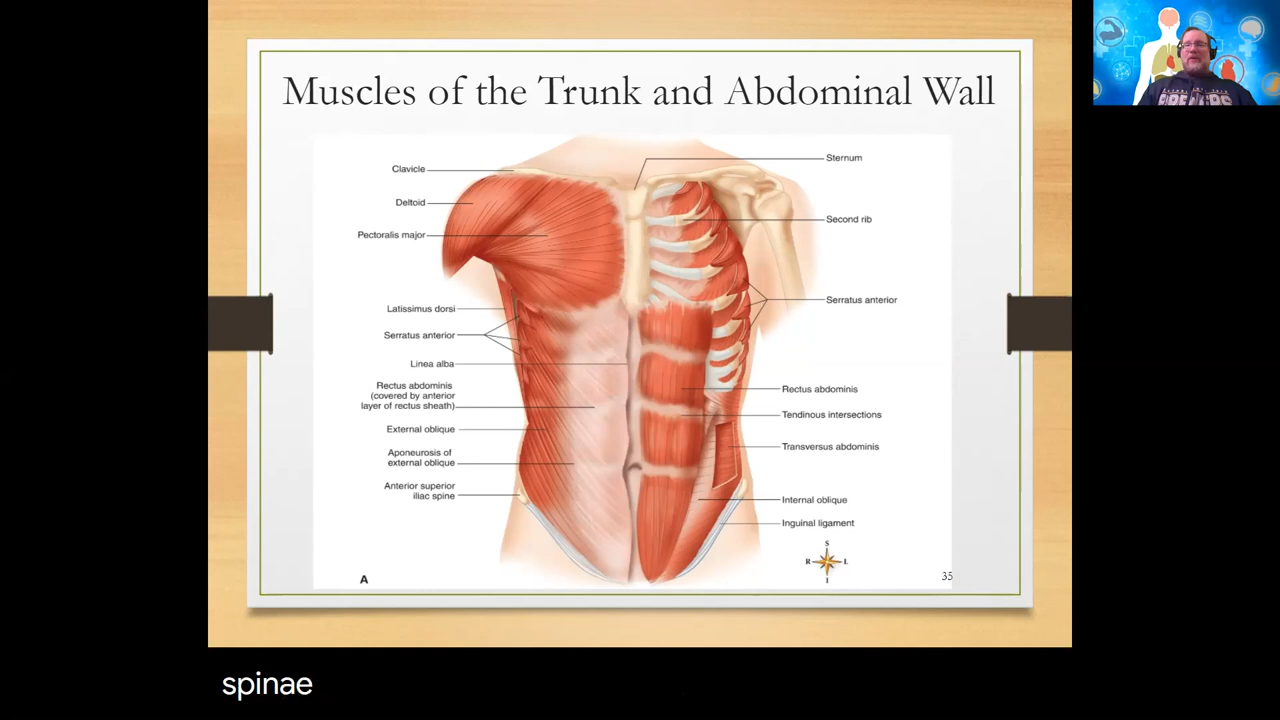 Muscles of the Trunk and Abdominal Wall
Clavicle
Deltoid
Pectoralis major
Latissimus dorsi
Serratus anterior
Linea alba
Rectus abdominis
(covered by anterior
layer of rectus sheath)
External oblique
Aponeurosis of
external oblique
Anterior superior
iliac spine
Sternum
Second rib
Serratus anterior
Rectus abdominis
Tendinous intersections
Transversus abdominis
Internal oblique
Inguinal ligament
S
R L
I
A
35
spinae